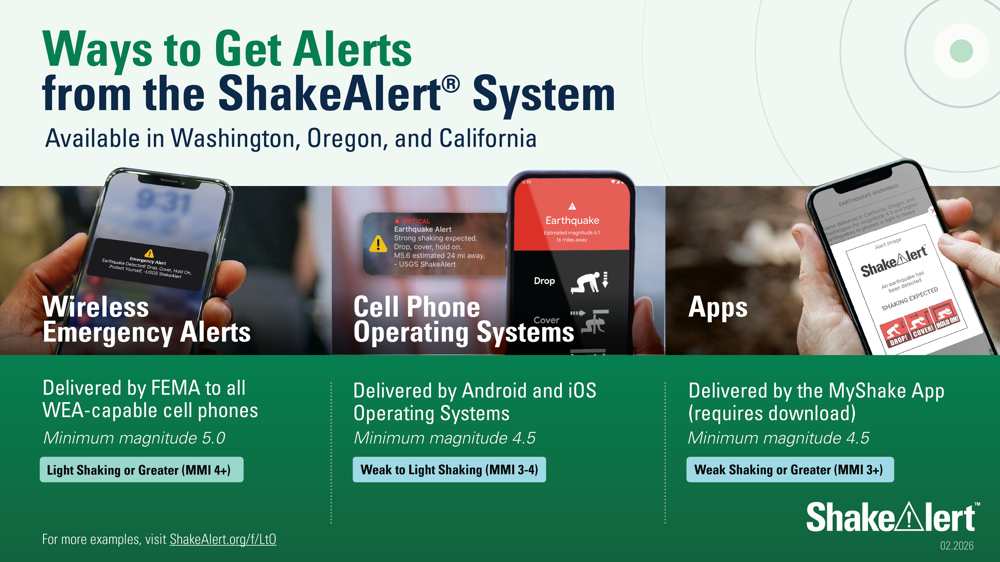 Ways to Get Alerts
from the ShakeAlert® System
Available in Washington, Oregon, and California
9:31
Emergency Alert
Earthquake Detected! Drop, Cover, Hold On.
Protect Yourself. -USGS ShakeAlert
Wireless
Emergency Alerts
CRITICAL
Earthquake Alert
Strong shaking expected.
Drop, cover, hold on.
M5.6 estimated 24 mi away.
- USGS ShakeAlert
12:30
Earthquake
Estimated magnitude 6.1
16 miles away
Drop
Cover
Cell Phone
Operating Systems
EARTHQUAKE WARNINGS
Alerts delivered in California, Oregon, and
Washington for magnitude 4.5 and higher
earthquakes to phones in light to heavy
Alert image
ShakeAlert™
An earthquake has
been detected
SHAKING EXPECTED
DROP! COVER! HOLD ON!
Apps
Delivered by FEMA to all
WEA-capable cell phones
Minimum magnitude 5.0
Light Shaking or Greater (MMI 4+)
Delivered by Android and iOS
Operating Systems
Minimum magnitude 4.5
Weak to Light Shaking (MMI 3-4)
Delivered by the MyShake App
(requires download)
Minimum magnitude 4.5
Weak Shaking or Greater (MMI 3+)
For more examples, visit ShakeAlert.org/f/LtO
ShakeAlert™
02.2026